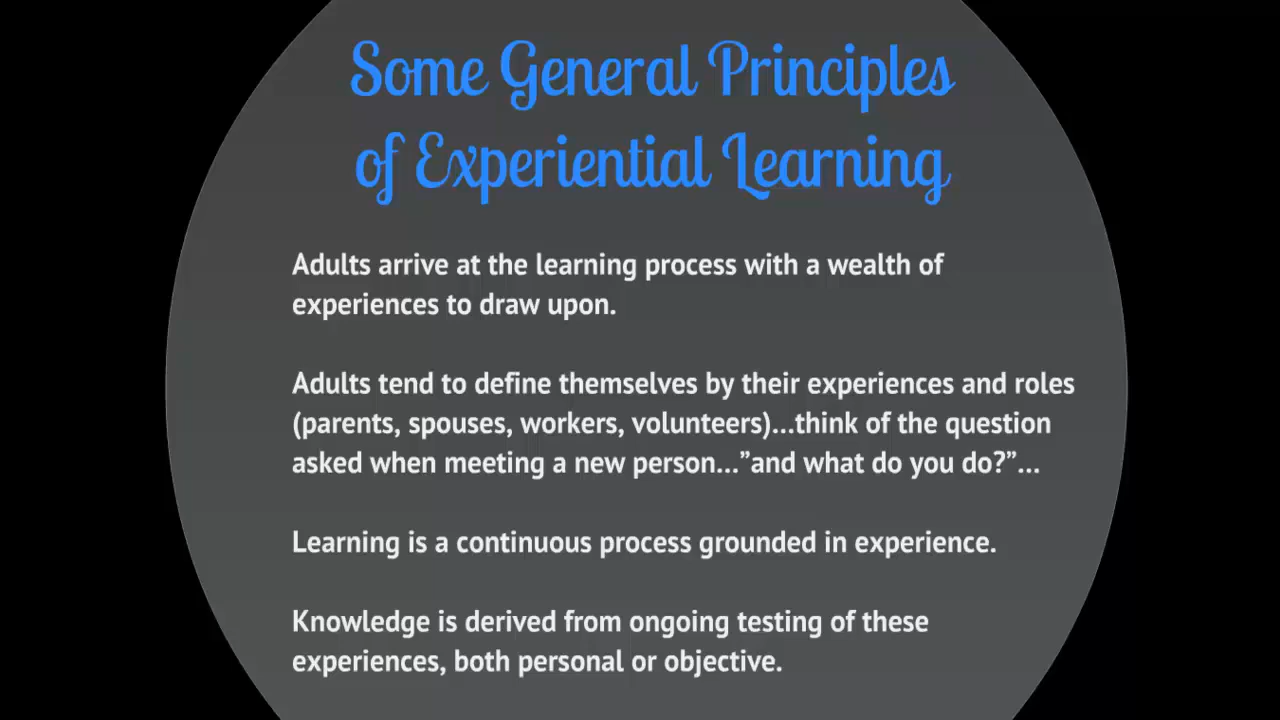 Some General Principles
of Experiential Learning
Adults arrive at the learning process with a wealth of
experiences to draw upon.
Adults tend to define themselves by their experiences and roles
(parents, spouses, workers, volunteers)...think of the question
asked when meeting a new person...”and what do you do?”...
Learning is a continuous process grounded in experience.
Knowledge is derived from ongoing testing of these
experiences, both personal or objective.